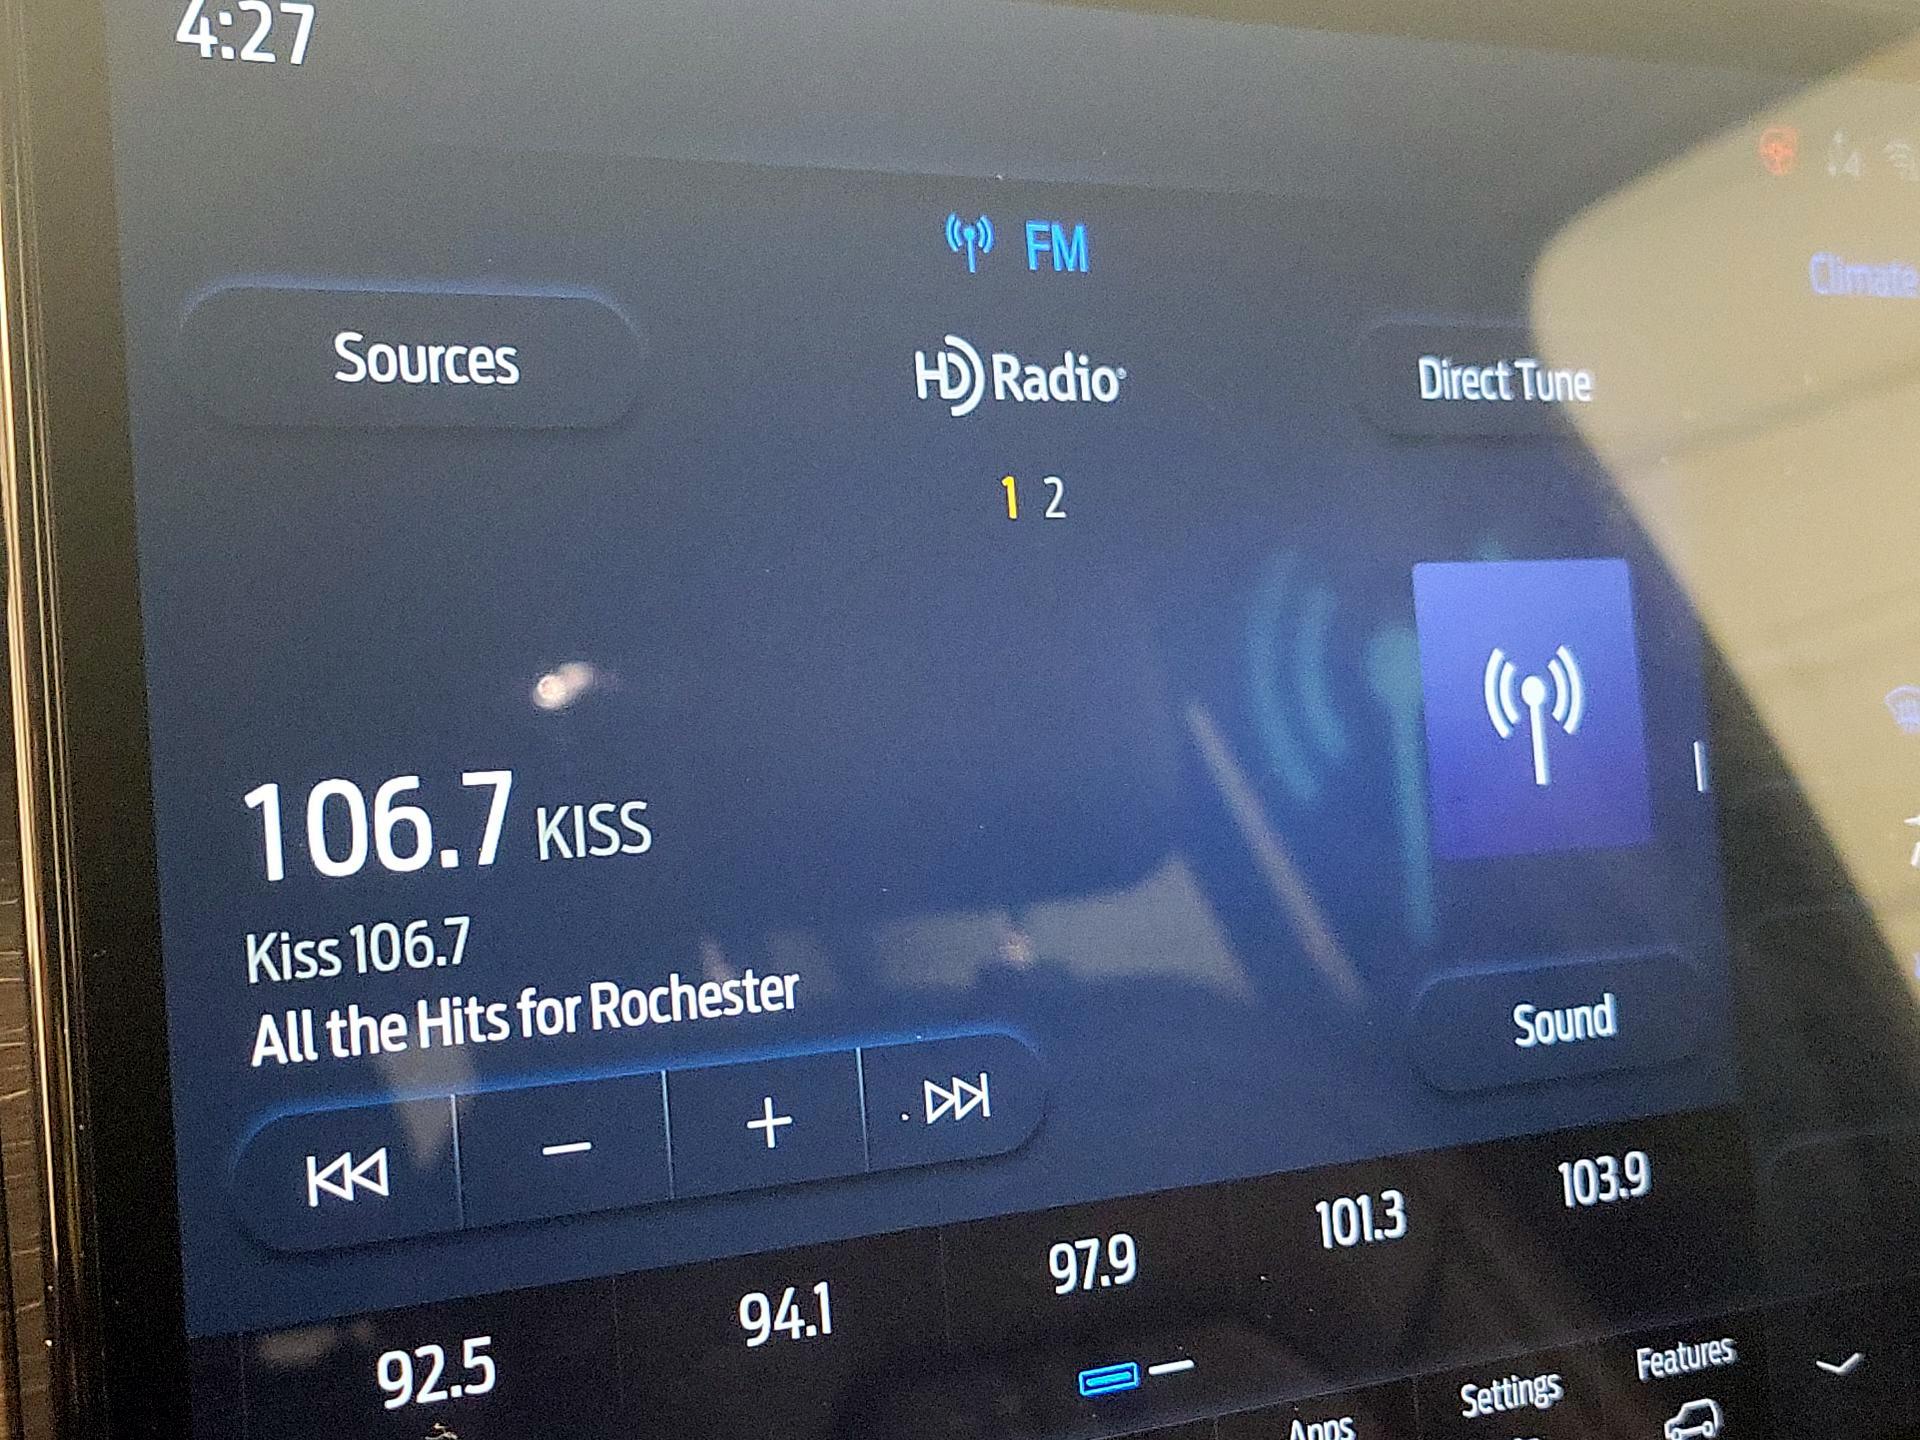 4:27
4
FM
Climate
Sources
HD Radio®
Direct Tune
1 2
106.7 KISS
Kiss 106.7
All the Hits for Rochester
Sound
92.5
94.1
97.9
101.3
103.9
Apps
Settings
Features